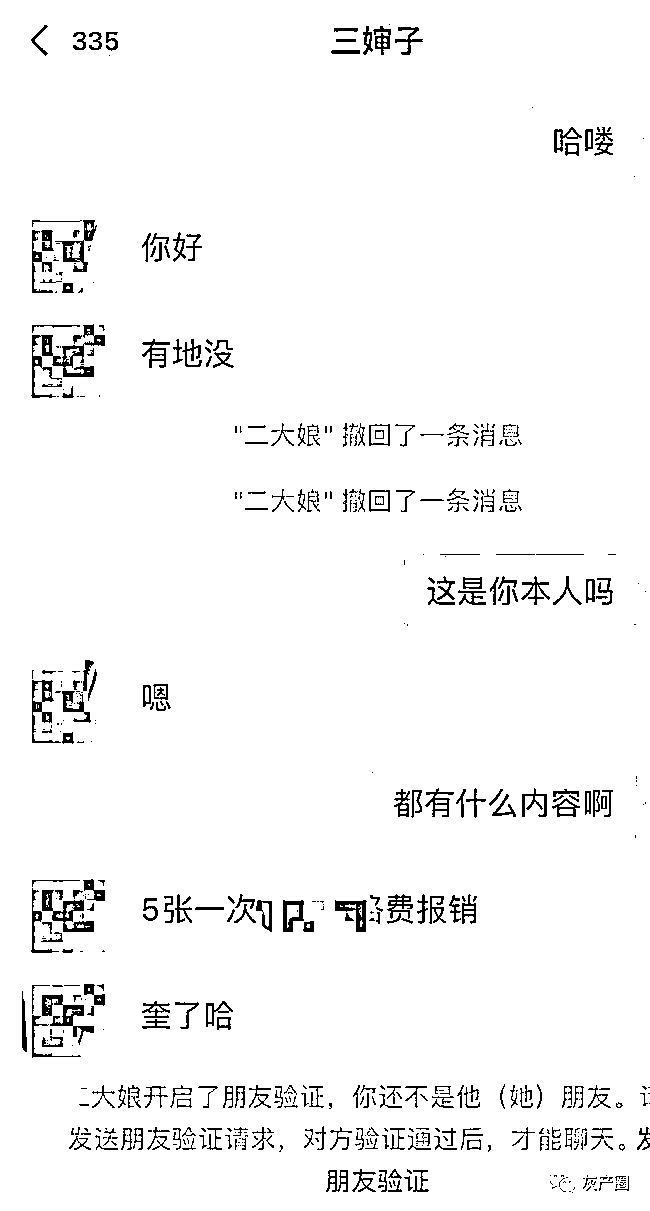 335
三婶子
哈喽
你好
有地没
"二大娘" 撤回了一条消息
"二大娘" 撤回了一条消息
这是你本人吗
嗯
都有什么内容啊
5张一次 费报销
奎了哈
二大娘开启了朋友验证，你还不是他（她）朋友。请
发送朋友验证请求，对方验证通过后，才能聊天。发
朋友验证
灰产圈